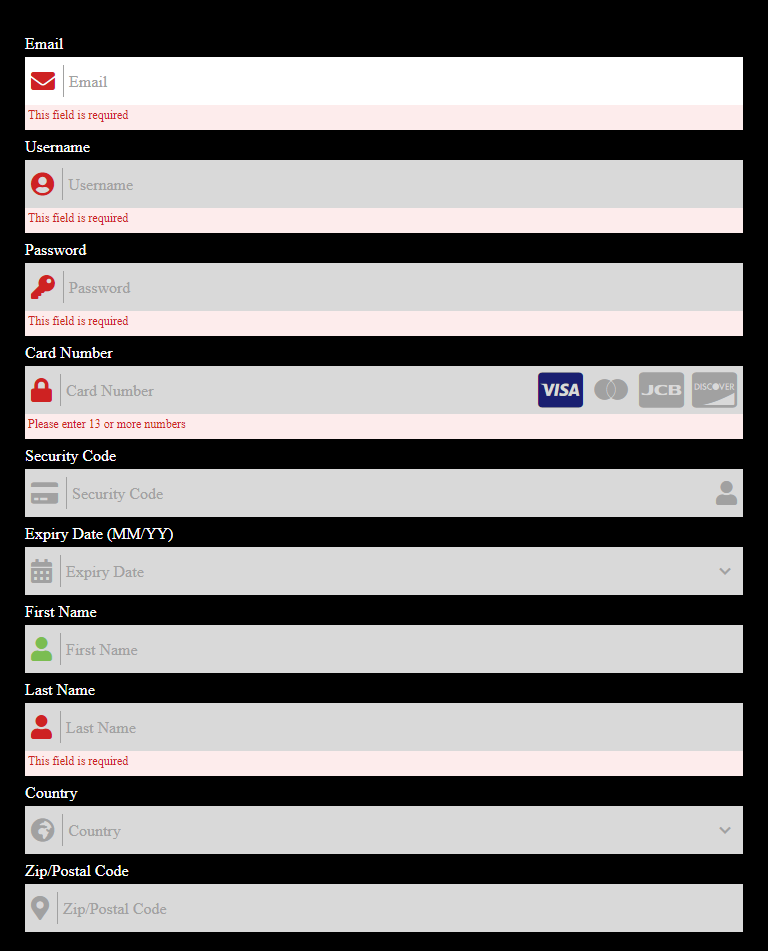 Email
Email
This field is required
Username
Username
This field is required
Password
Password
This field is required
Card Number
Card Number VISA JCB DISCOVER
Please enter 13 or more numbers
Security Code
Security Code
Expiry Date (MM/YY)
Expiry Date
First Name
First Name
Last Name
Last Name
This field is required
Country
Country
Zip/Postal Code
Zip/Postal Code